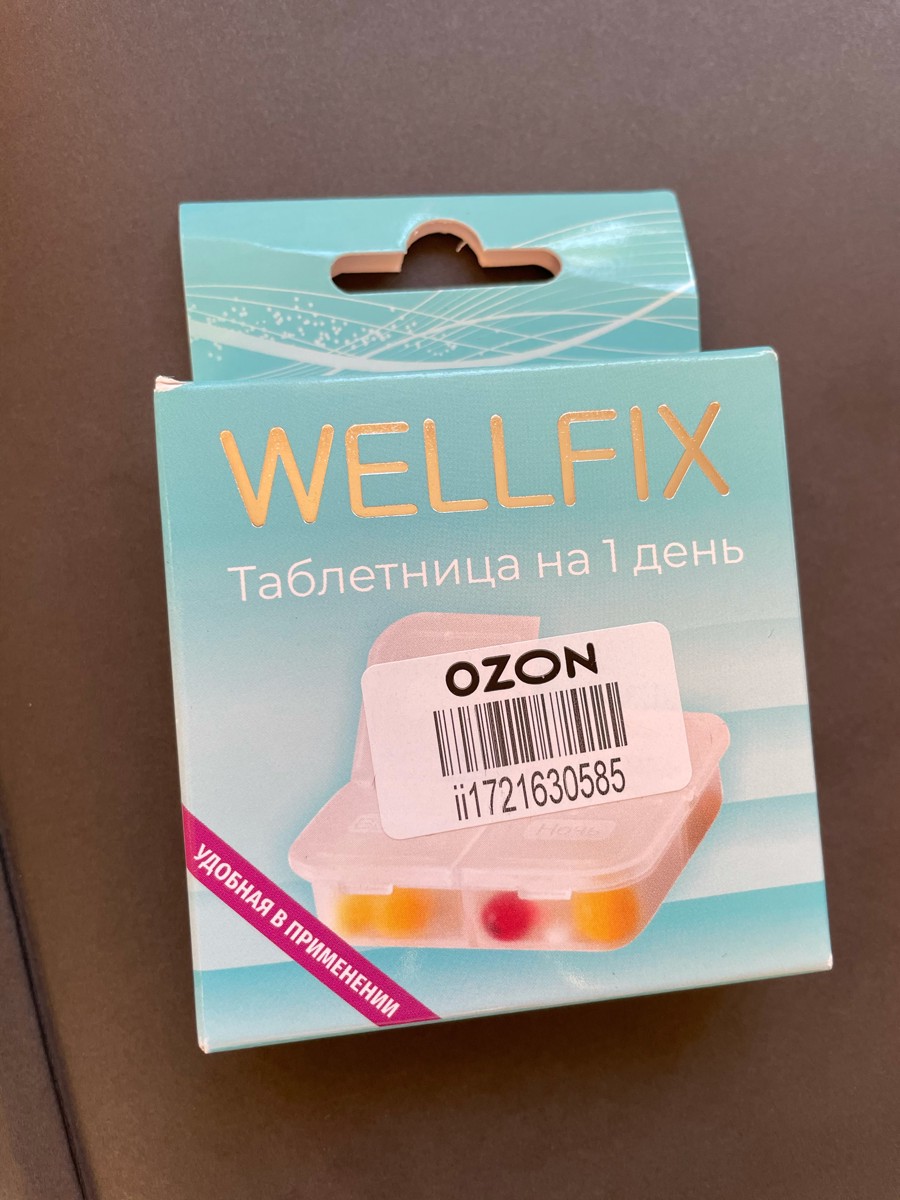 WELLFIX
Таблетница на 1 день
OZON
ii1721630585
Ночь
УДОБНАЯ В ПРИМЕНЕНИИ